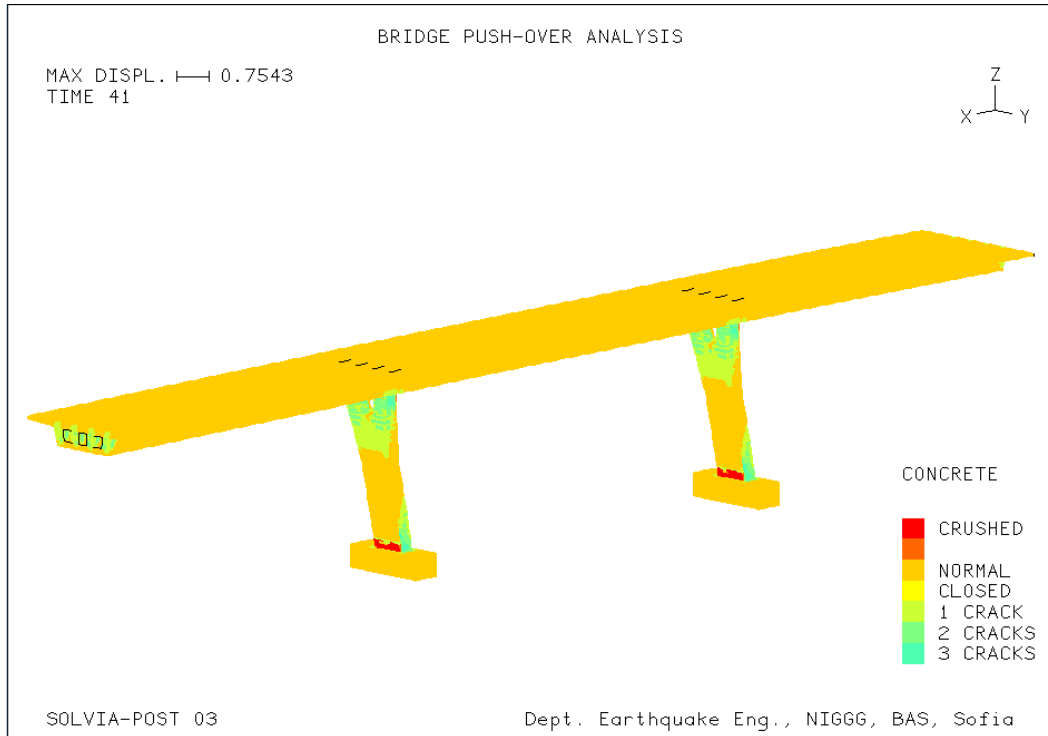 BRIDGE PUSH-OVER ANALYSIS
MAX DISPL. 0.7543
TIME 41
Z
X Y
CONCRETE
CRUSHED
NORMAL
CLOSED
1 CRACK
2 CRACKS
3 CRACKS
SOLVIA-POST 03
Dept. Earthquake Eng., NIGGG, BAS, Sofia